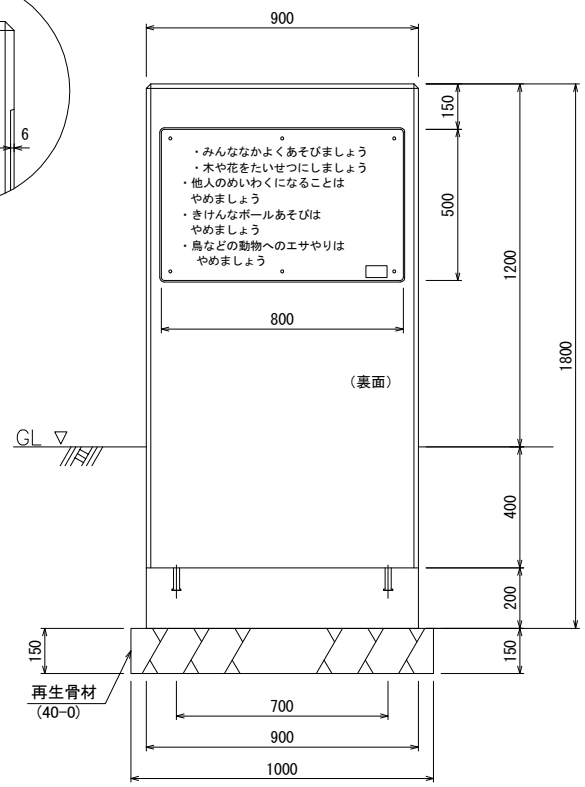 900
6
150
・みんななかよくあそびましょう
・木や花をたいせつにしましょう
・他人のめいわくになることは
やめましょう
・きけんなボールあそびは
やめましょう
・鳥などの動物へのエサやりは
やめましょう
500
1200
800
1800
(裏面)
GL
400
200
150
150
再生骨材
(40-0)
700
900
1000